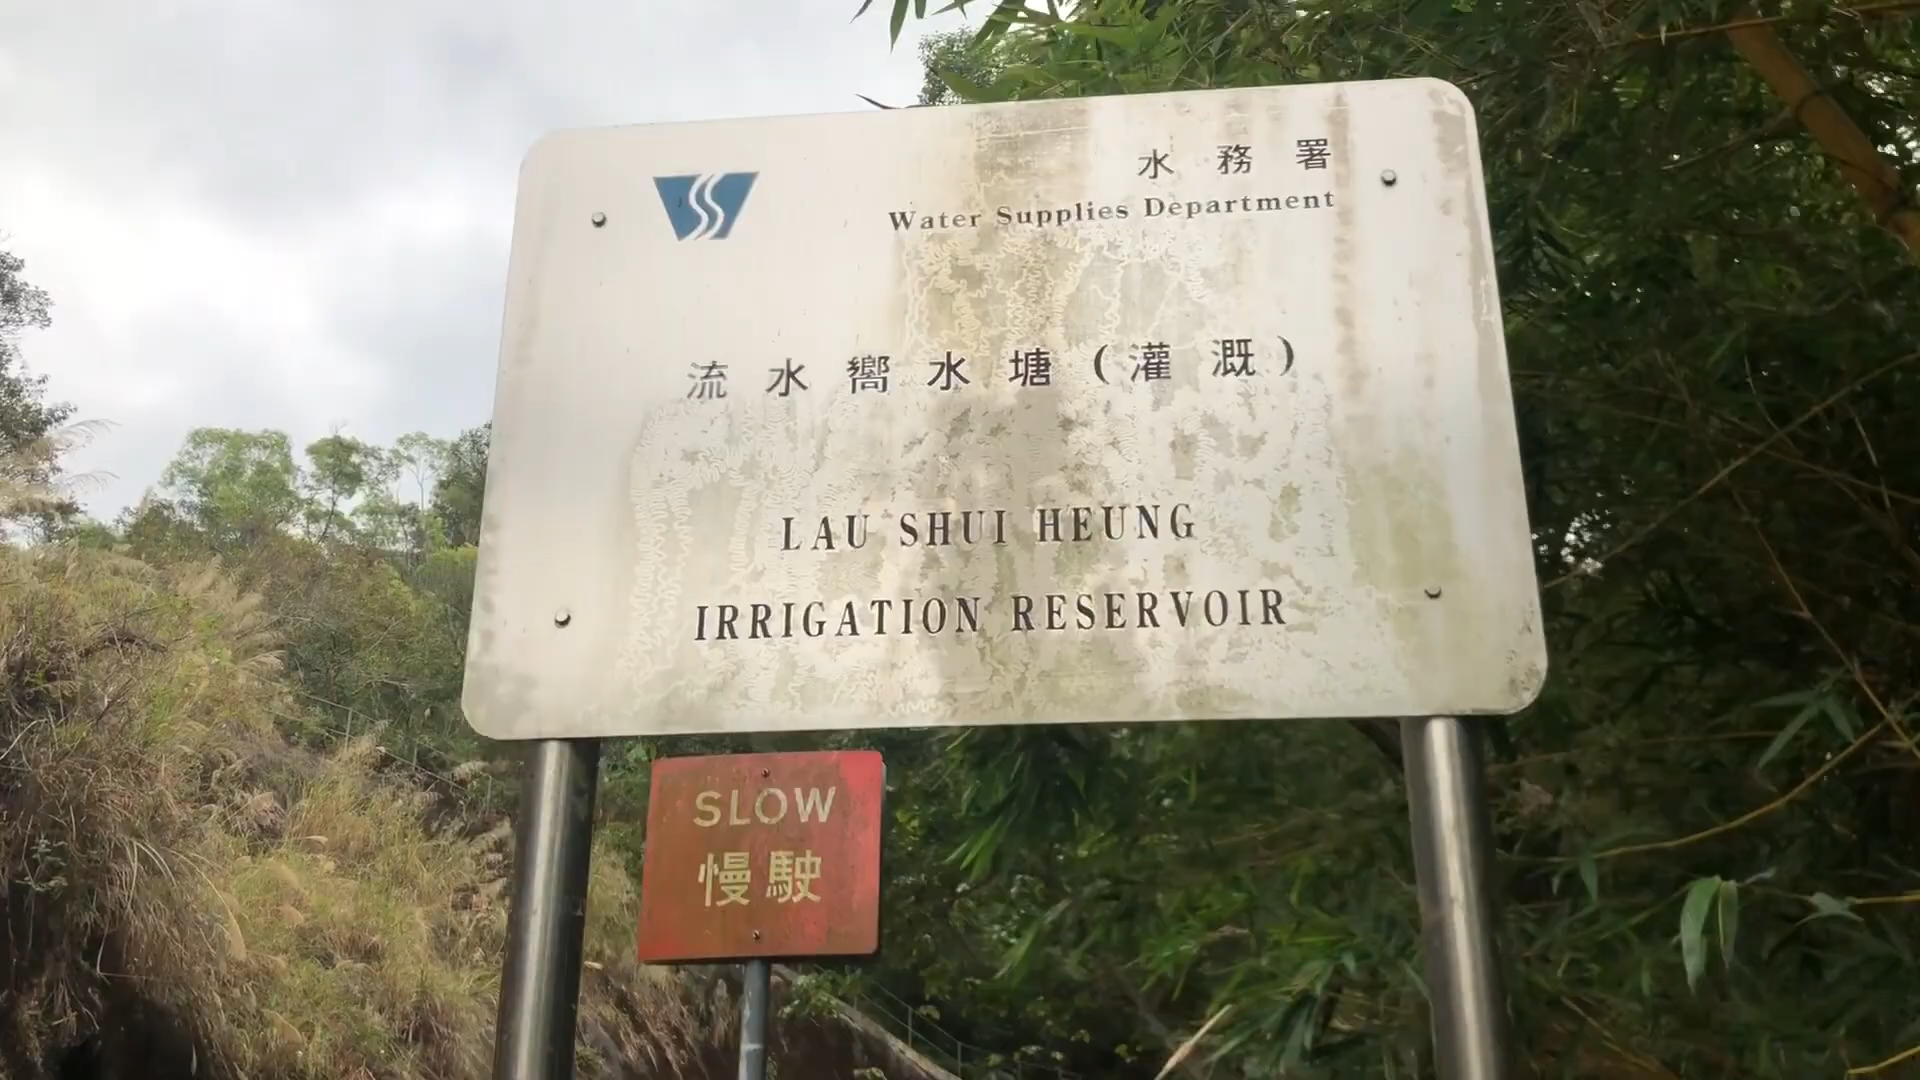 水務署
Water Supplies Department
流水嚮水塘(灌溉)
LAU SHUI HEUNG
IRRIGATION RESERVOIR
SLOW
慢駛